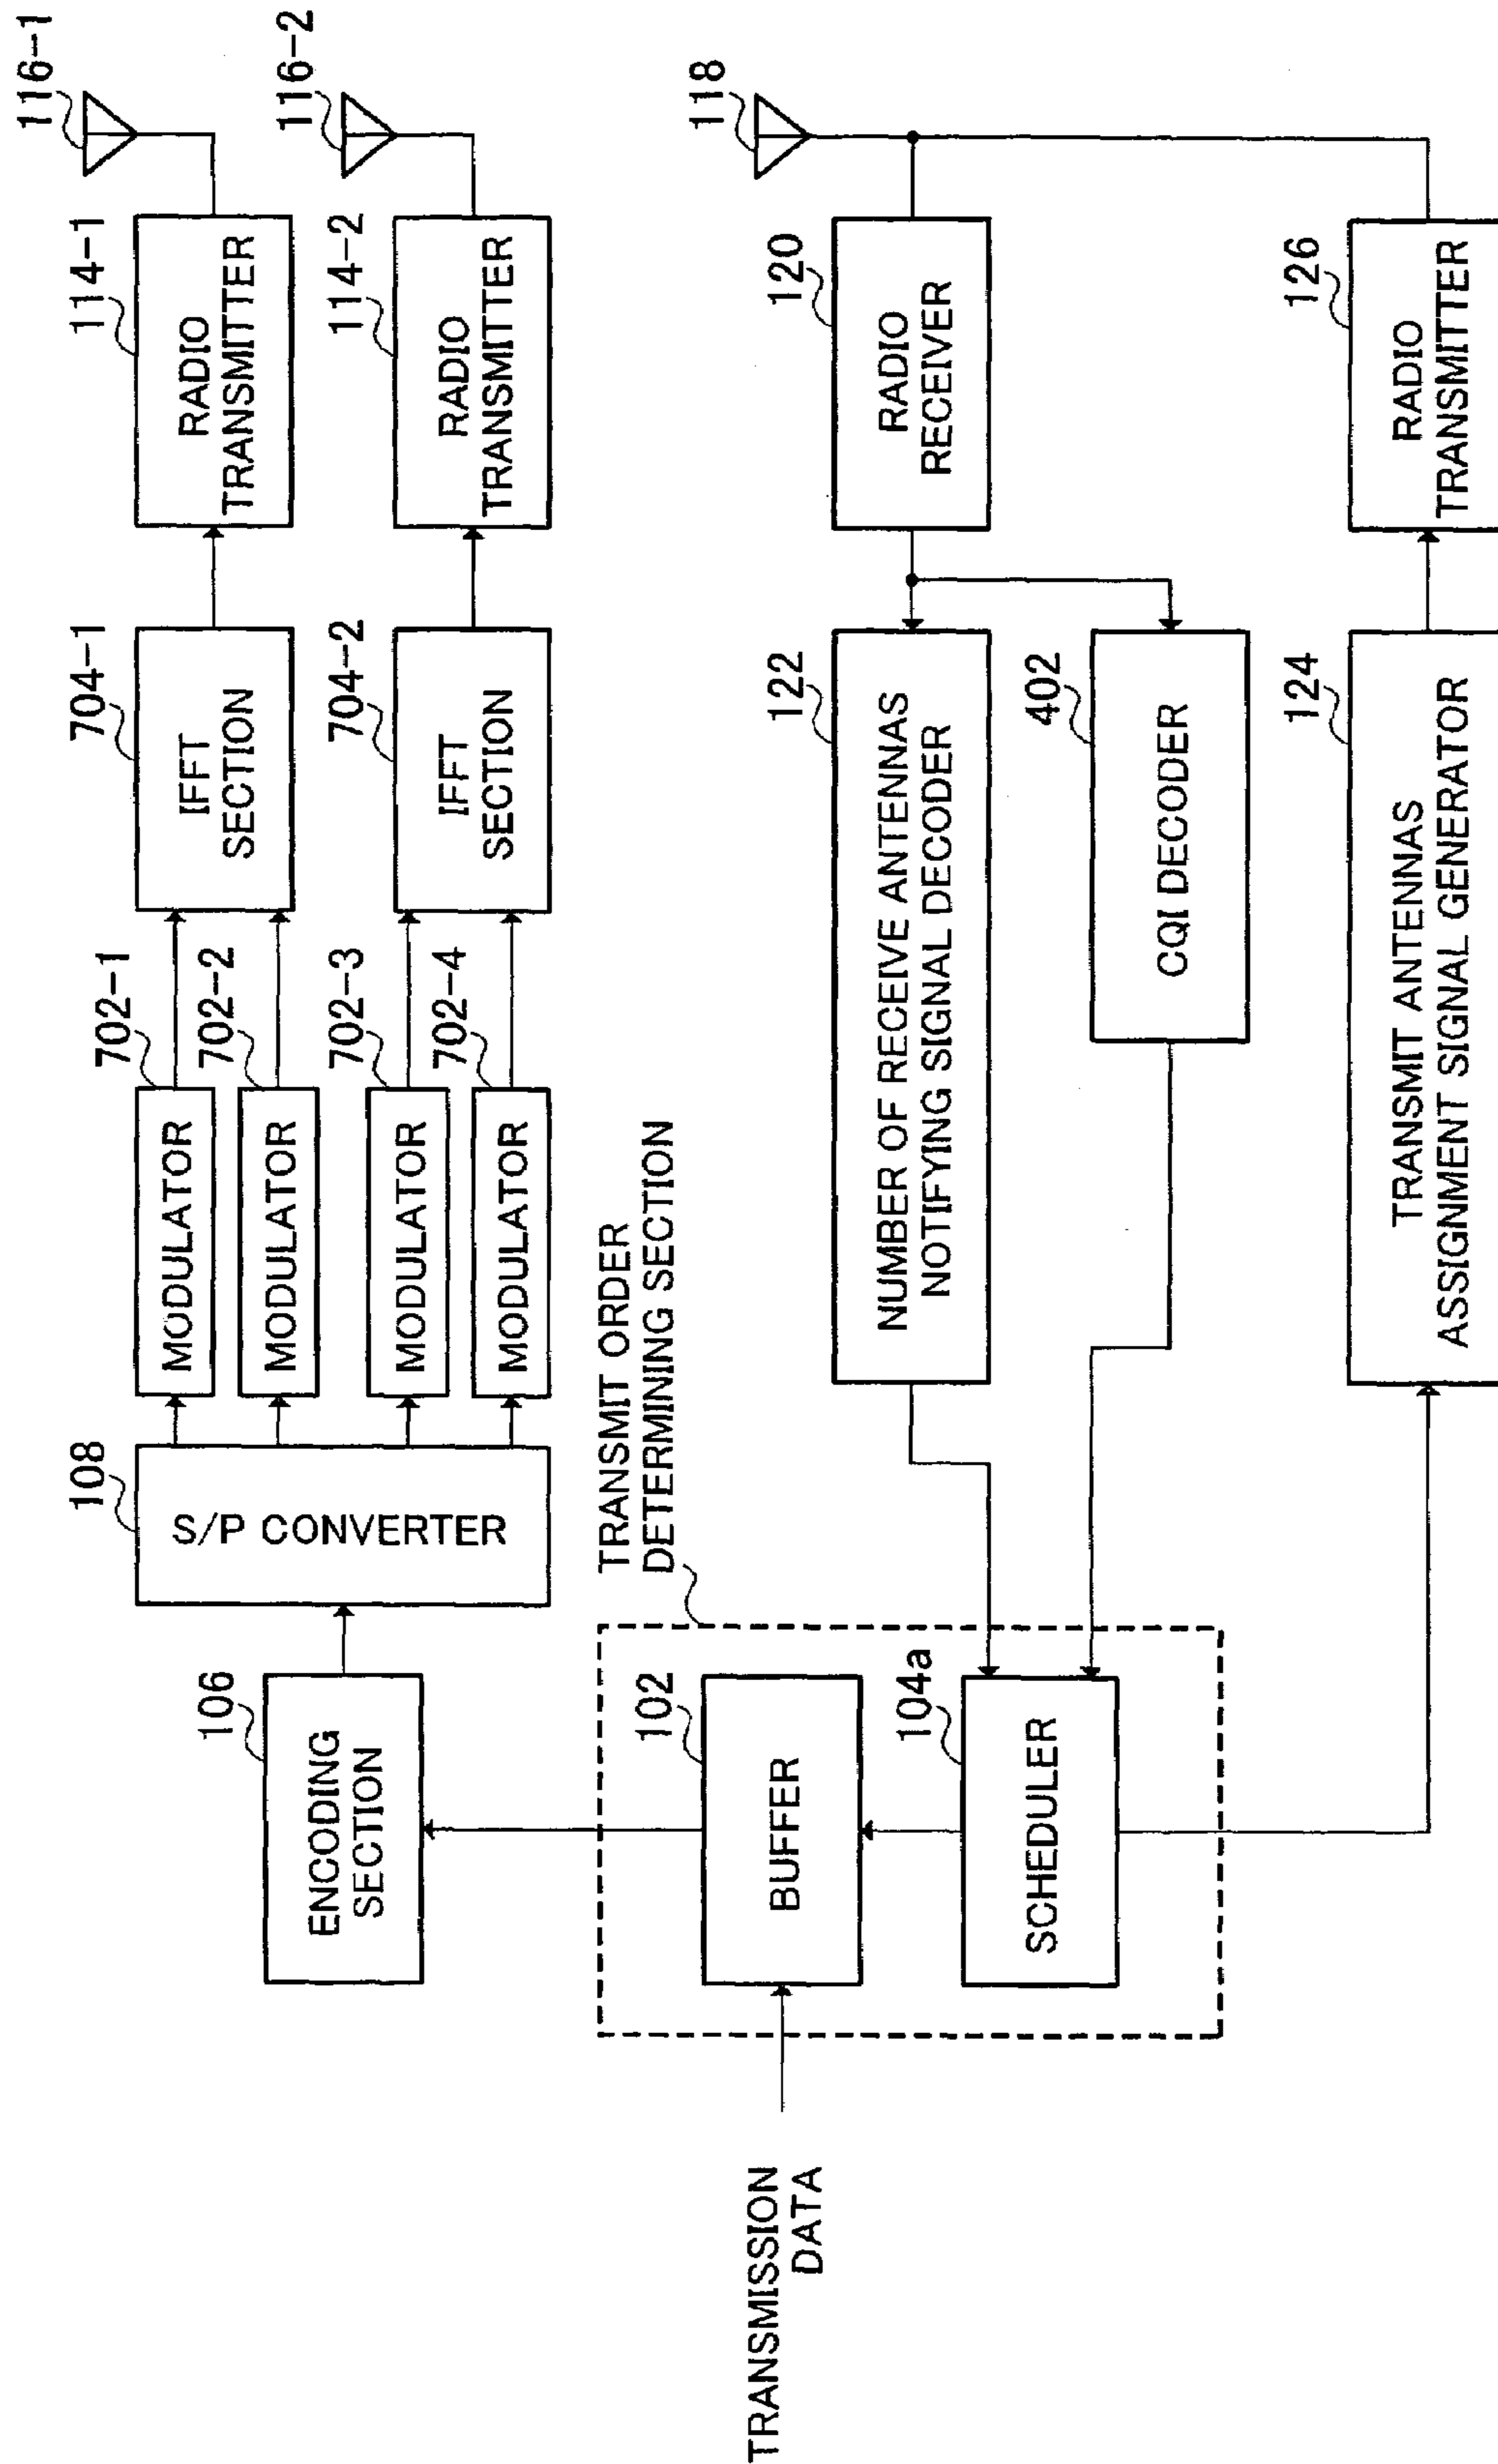 116-1
114-1
RADIO
TRANSMITTER
704-1
IFFT
SECTION
702-1
MODULATOR
702-2
MODULATOR
108
S/P CONVERTER
106
ENCODING
SECTION
116-2
114-2
RADIO
TRANSMITTER
704-2
IFFT
SECTION
702-3
MODULATOR
702-4
MODULATOR
TRANSMIT ORDER
DETERMINING SECTION
102
BUFFER
TRANSMISSION
DATA
104a
SCHEDULER
118
120
RADIO
RECEIVER
122
NUMBER OF RECEIVE ANTENNAS
NOTIFYING SIGNAL DECODER
402
CQI DECODER
124
TRANSMIT ANTENNAS
ASSIGNMENT SIGNAL GENERATOR
126
RADIO
TRANSMITTER